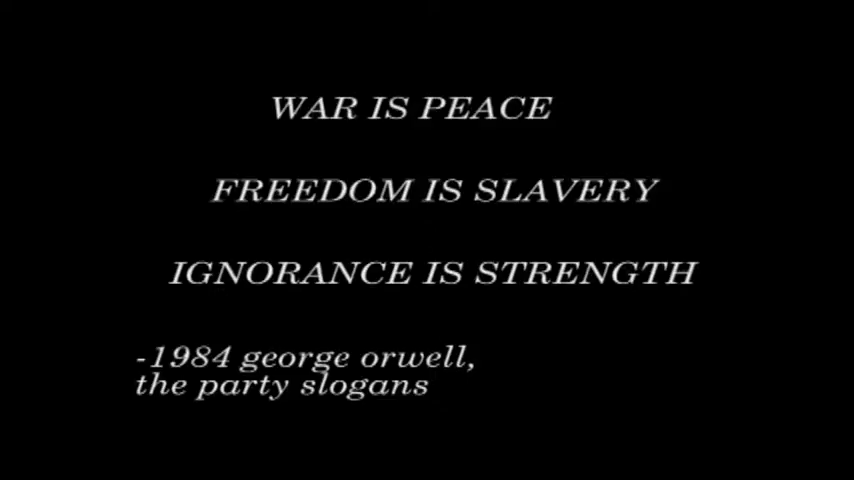 WAR IS PEACE
FREEDOM IS SLAVERY
IGNORANCE IS STRENGTH
-1984 george orwell,
the party slogans